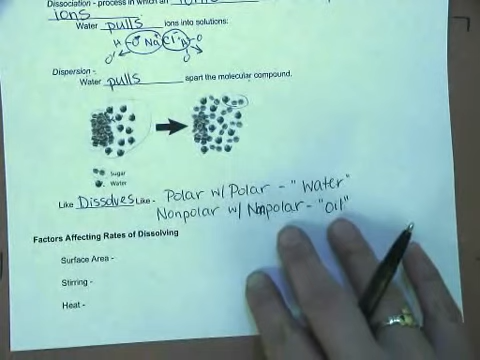 Dissociation - process in which an
ions
Water pulls ions into solutions:
H O Na Cl O
Dispersion -
Water pulls apart the molecular compound.
Sugar
Water
Like Dissolves Like - Polar w/ Polar - "Water"
Nonpolar w/ Nonpolar - "Oil"
Factors Affecting Rates of Dissolving
Surface Area -
Stirring -
Heat -